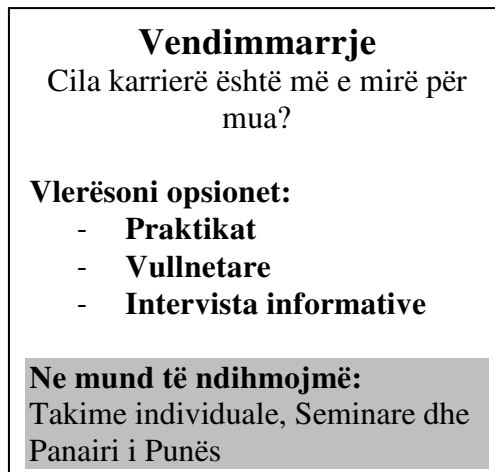 Vendimmarrje
Cila karrierë është më e mirë për
mua?
Vlerësoni opsionet:
- Praktikat
- Vullnetare
- Intervista informative
Ne mund të ndihmojmë:
Takime individuale, Seminare dhe
Panairi i Punës